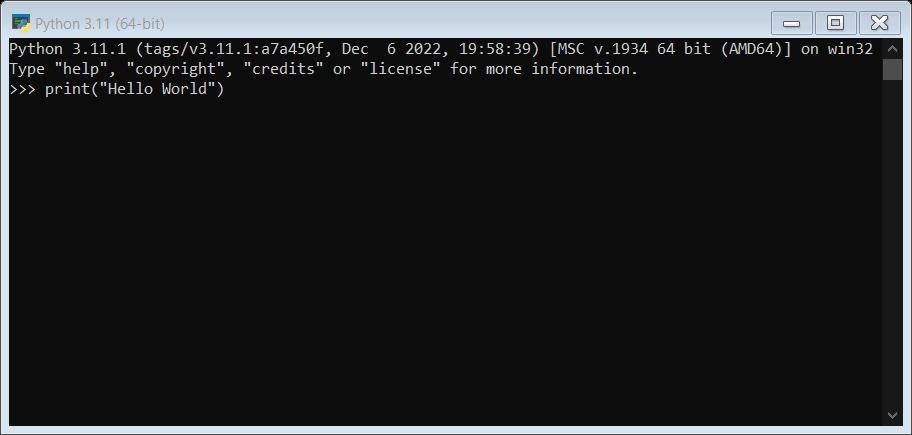 Python 3.11 (64-bit)
Python 3.11.1 (tags/v3.11.1:a7a450f, Dec  6 2022, 19:58:39) [MSC v.1934 64 bit (AMD64)] on win32
Type "help", "copyright", "credits" or "license" for more information.
>>> print("Hello World")